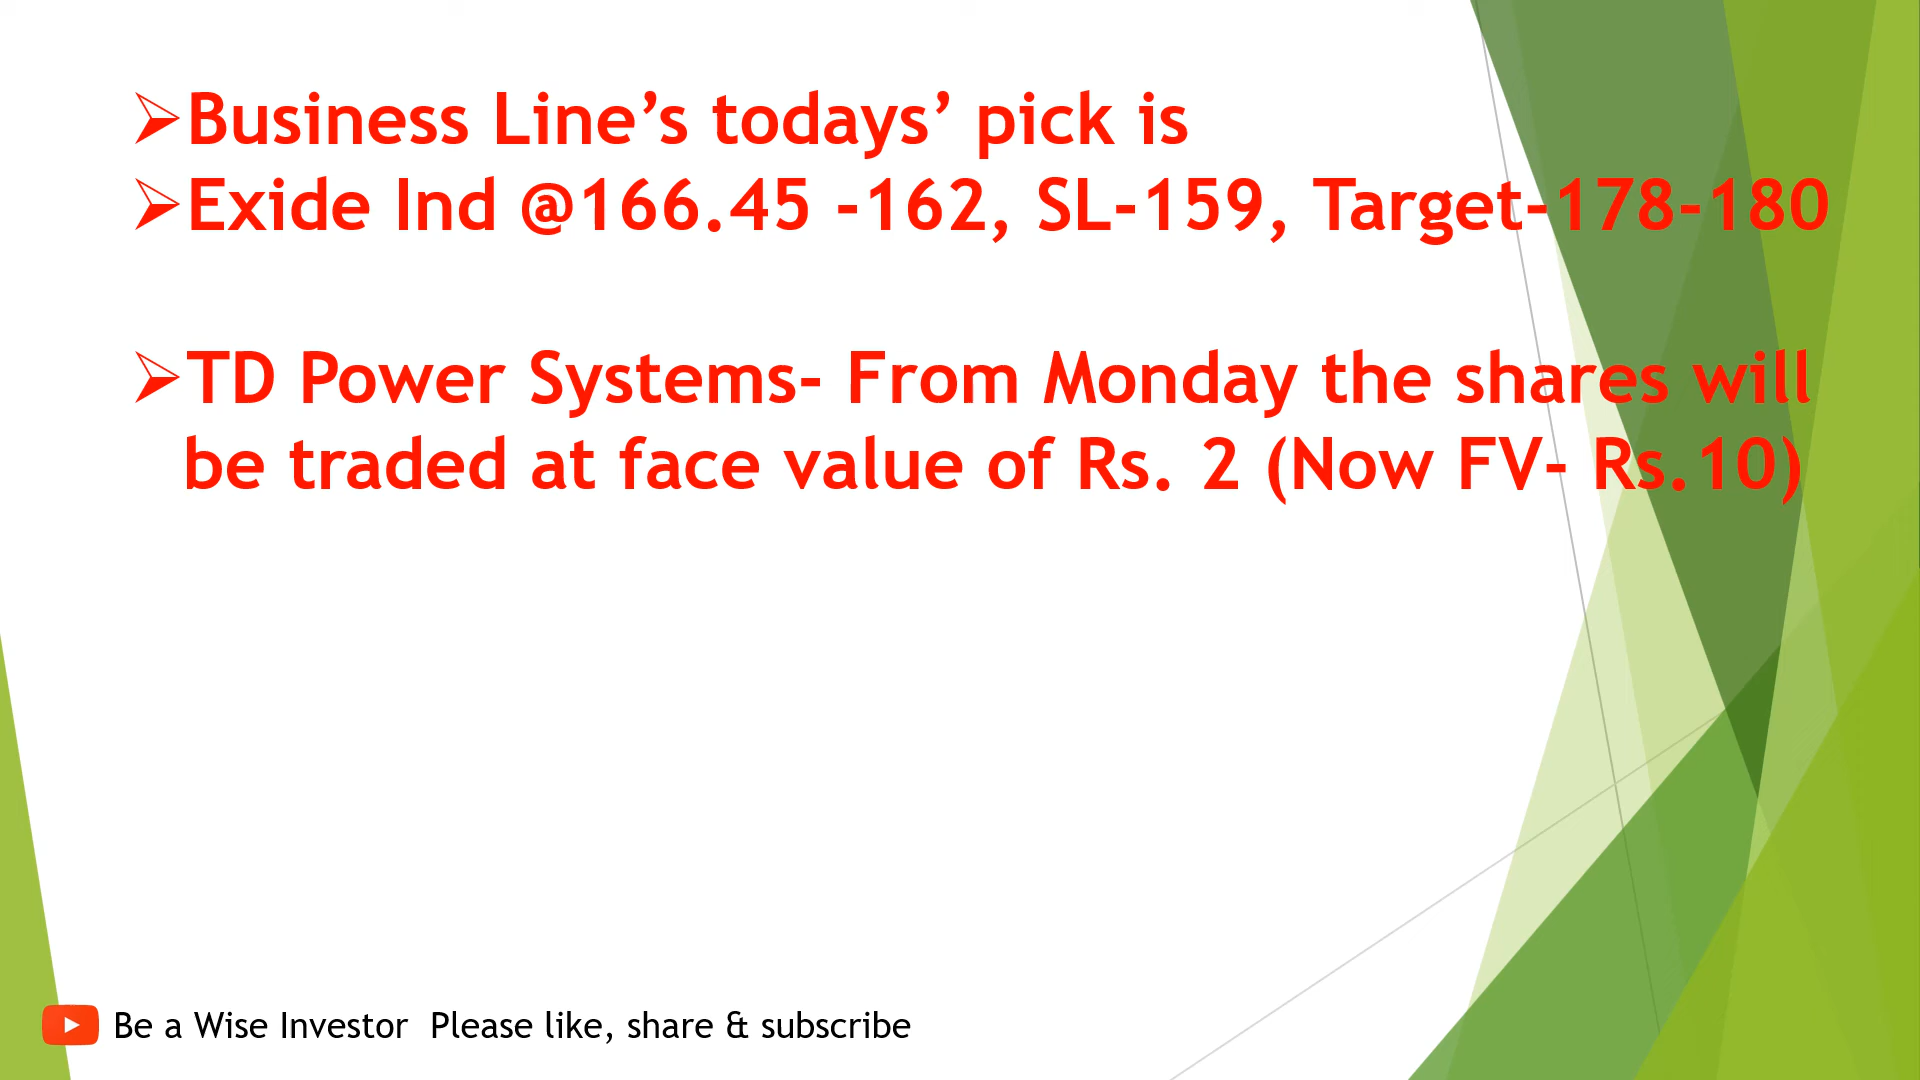 ➢Business Line’s todays’ pick is
➢Exide Ind @166.45 -162, SL-159, Target-178-180
➢TD Power Systems- From Monday the shares will
be traded at face value of Rs. 2 (Now FV- Rs.10)
Be a Wise Investor Please like, share & subscribe